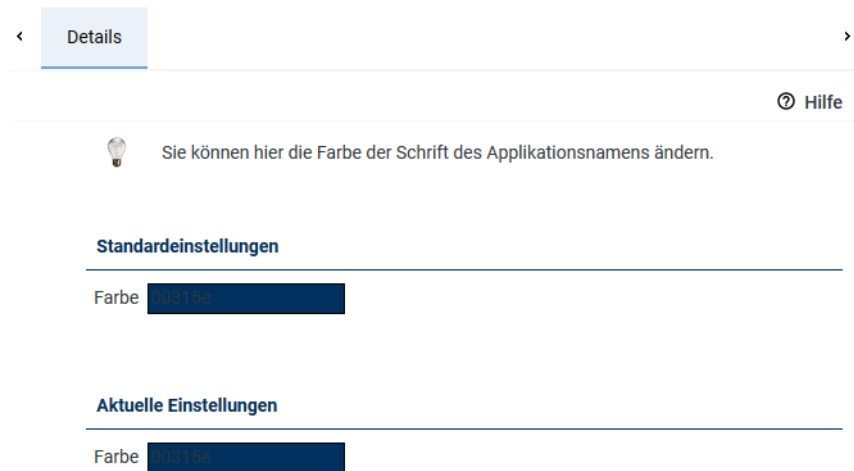 Details
Hilfe
Sie können hier die Farbe der Schrift des Applikationsnamens ändern.
Standardeinstellungen
Farbe 00315e
Aktuelle Einstellungen
Farbe 00315e